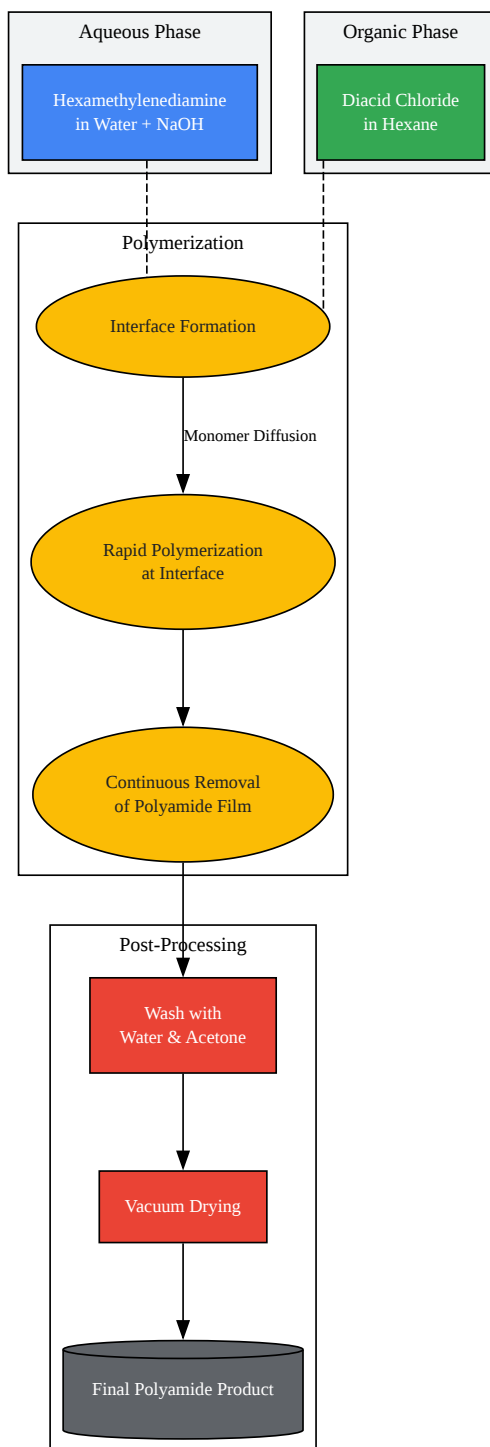 Aqueous Phase
Hexamethylenediamine
in Water + NaOH
Organic Phase
Diacid Chloride
in Hexane
Polymerization
Interface Formation
Monomer Diffusion
Rapid Polymerization
at Interface
Continuous Removal
of Polyamide Film
Post-Processing
Wash with
Water & Acetone
Vacuum Drying
Final Polyamide Product